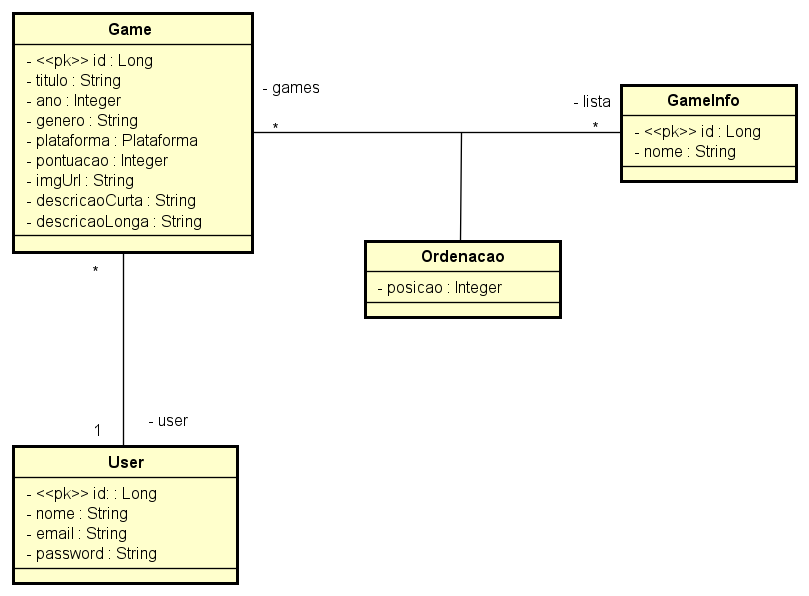 Game
- <<pk>> id : Long
- titulo : String
- ano : Integer
- genero : String
- plataforma : Plataforma
- pontuacao : Integer
- imgUrl : String
- descricaoCurta : String
- descricaoLonga : String
- games
*
- lista
*
GameInfo
- <<pk>> id : Long
- nome : String
Ordenacao
- posicao : Integer
*
1
- user
User
- <<pk>> id: : Long
- nome : String
- email : String
- password : String